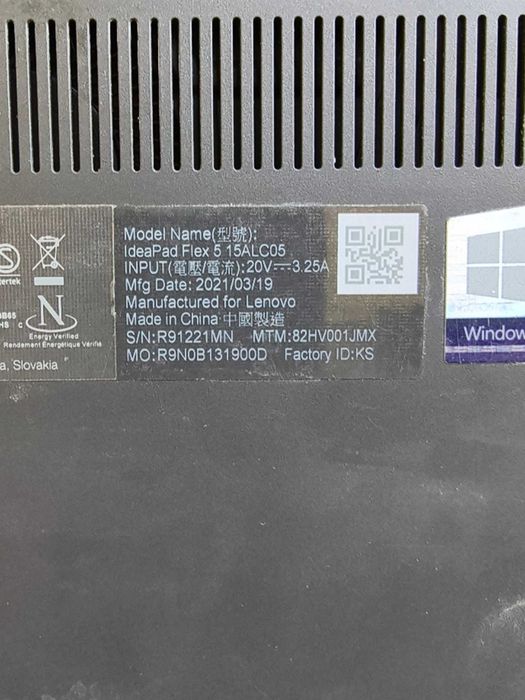 Model Name(型號):
IdeaPad Flex 5 15ALC05
INPUT(電壓/電流):20V⎓3.25A
Mfg Date: 2021/03/19
Manufactured for Lenovo
Made in China 中國製造
S/N:R91221MN MTM:82HV001JMX
MO:R9N0B131900D Factory ID:KS
N
Energy Verified
Rendement Énergétique Vérifié
a, Slovakia
Window